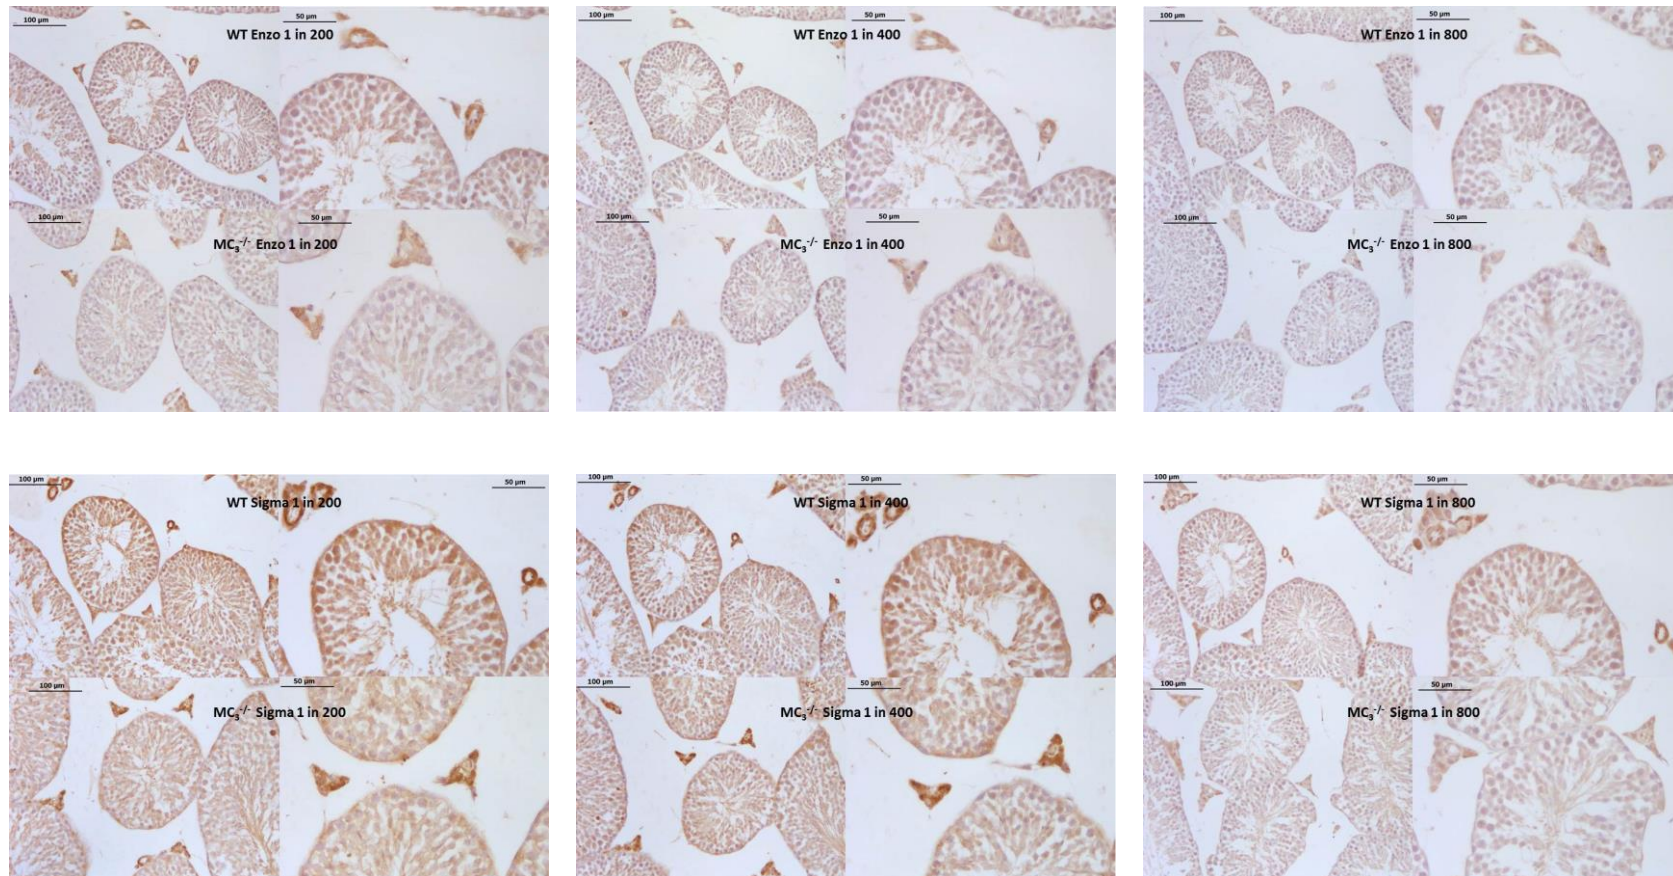 100 µm
50 µm
WT Enzo 1 in 200
100 µm
50 µm
MC₃⁻/⁻ Enzo 1 in 200
100 µm
50 µm
WT Enzo 1 in 400
100 µm
50 µm
MC₃⁻/⁻ Enzo 1 in 400
100 µm
50 µm
WT Enzo 1 in 800
100 µm
50 µm
MC₃⁻/⁻ Enzo 1 in 800
100 µm
50 µm
WT Sigma 1 in 200
100 µm
50 µm
MC₃⁻/⁻ Sigma 1 in 200
100 µm
50 µm
WT Sigma 1 in 400
100 µm
50 µm
MC₃⁻/⁻ Sigma 1 in 400
100 µm
50 µm
WT Sigma 1 in 800
100 µm
50 µm
MC₃⁻/⁻ Sigma 1 in 800